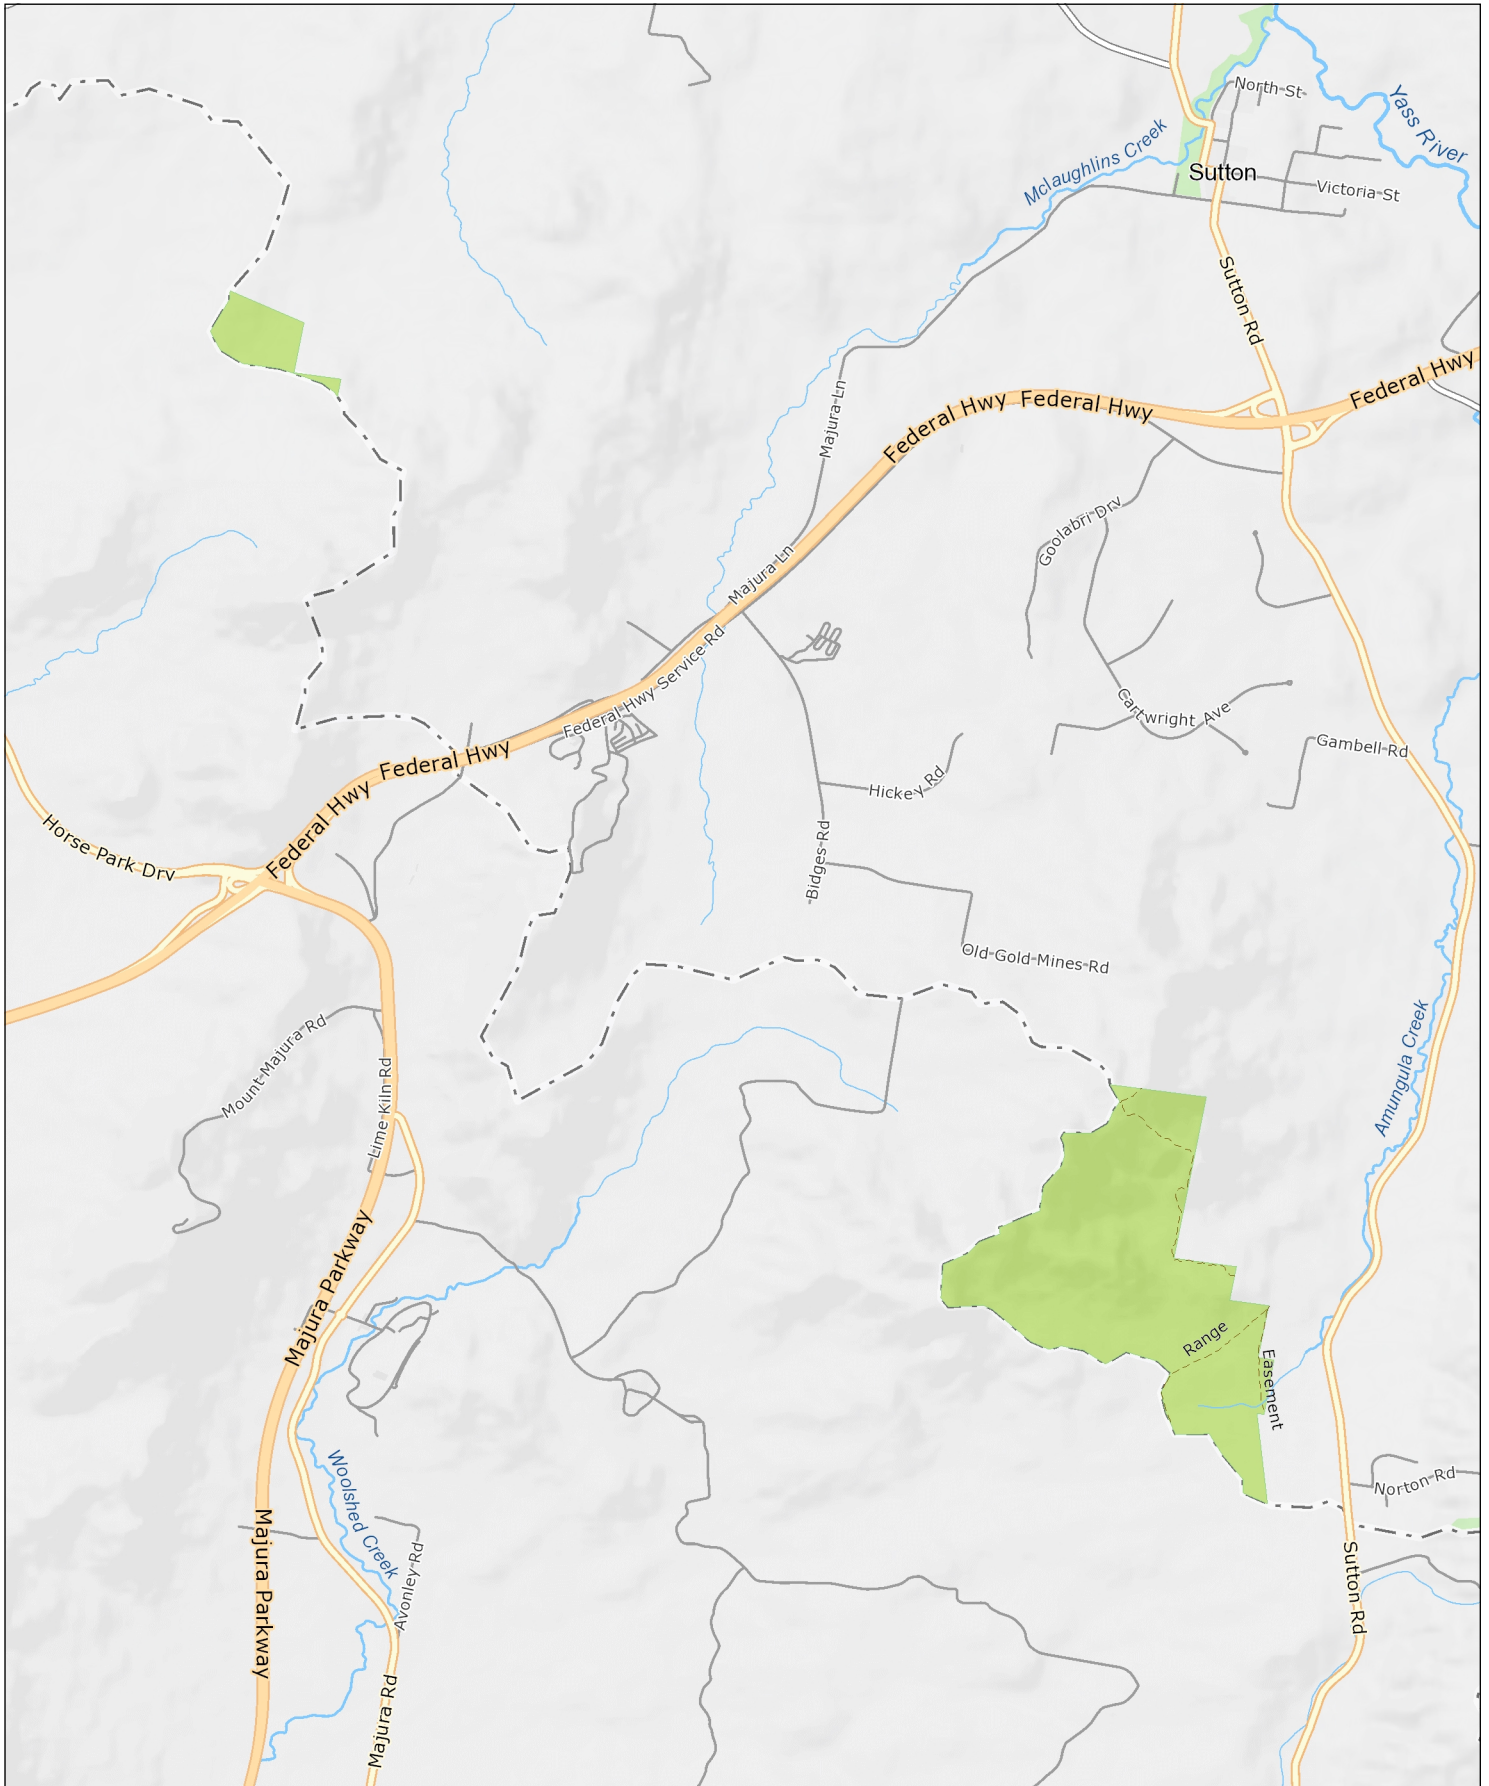 North St
Yass River
Mclaughlins Creek
Sutton
Victoria St
Sutton Rd
Federal Hwy
Majura Ln
Federal Hwy
Federal Hwy
Goolabri Drv
Majura Ln
Federal Hwy Service Rd
Cartwright Ave
Gambell Rd
Federal Hwy
Hickey Rd
Federal Hwy
Horse Park Drv
Bidges Rd
Old Gold Mines Rd
Mount Majura Rd
Lime Kiln Rd
Amungula Creek
Majura Parkway
Range
Easement
Woolshed Creek
Norton Rd
Majura Parkway
Avonley Rd
Sutton Rd
Majura Rd